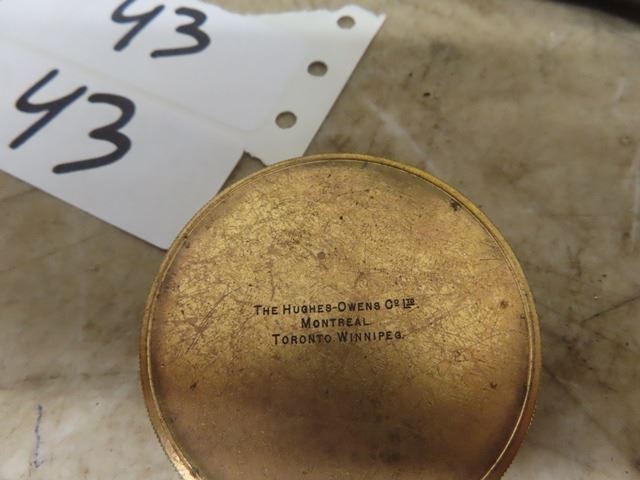 43
43
THE HUGHES-OWENS Co LTD.
MONTREAL
TORONTO WINNIPEG.